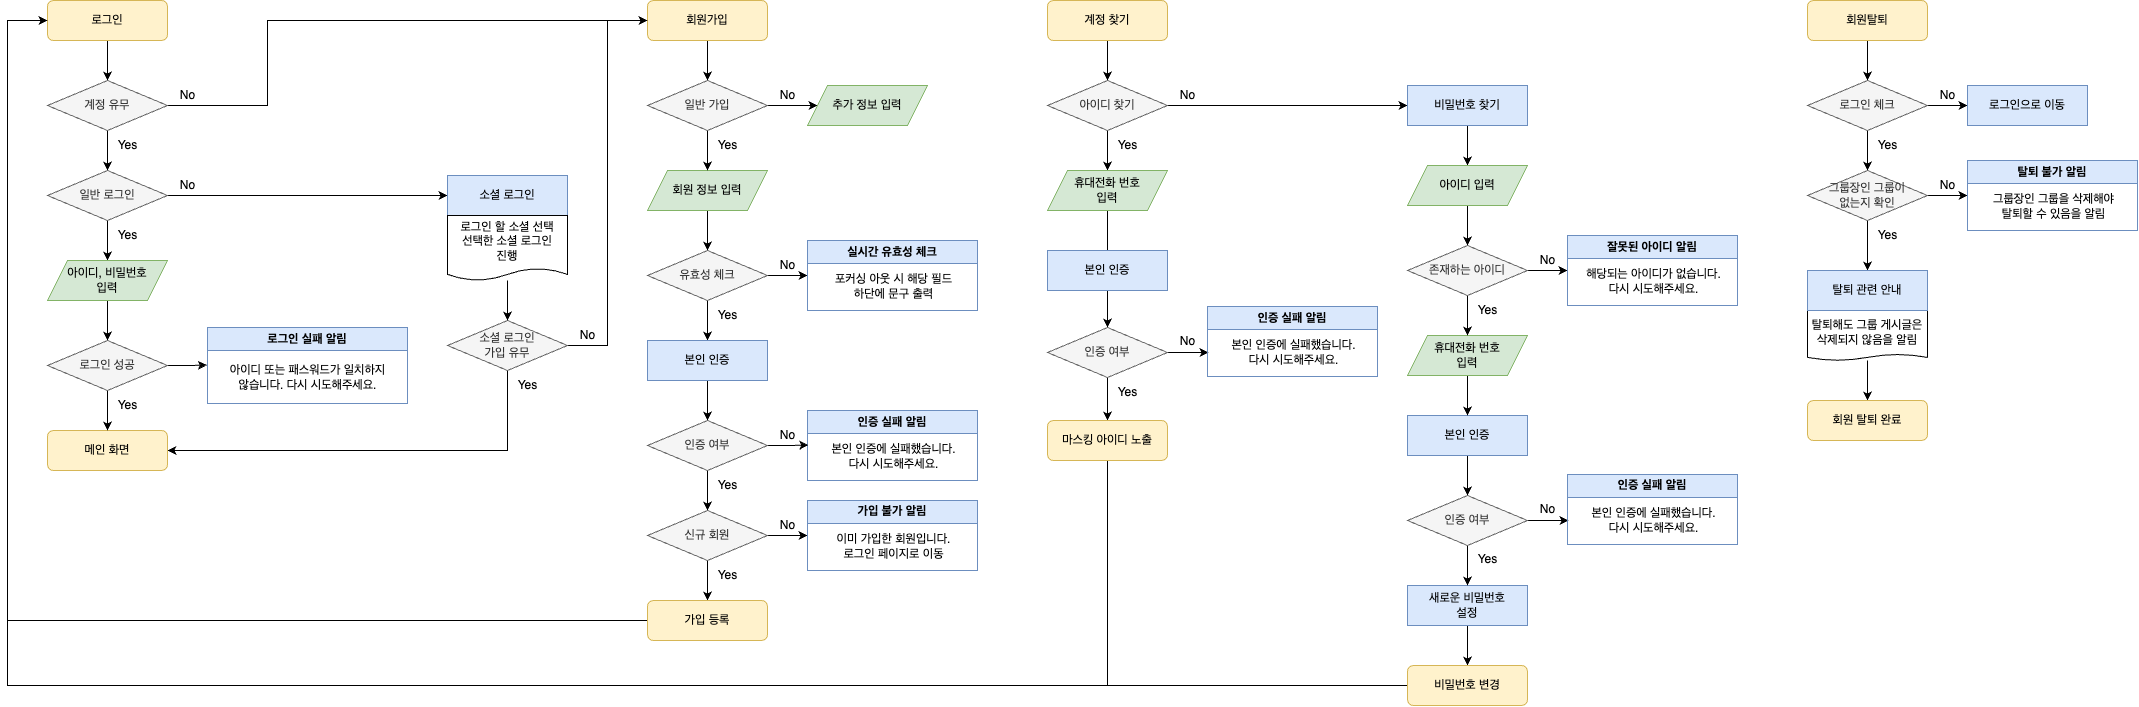 로그인
계정 유무
No
Yes
일반 로그인
No
Yes
아이디, 비밀번호
입력
로그인 성공
Yes
메인 화면
로그인 실패 알림
아이디 또는 패스워드가 일치하지
않습니다. 다시 시도해주세요.
소셜 로그인
로그인 할 소셜 선택
선택한 소셜 로그인
진행
소셜 로그인
가입 유무
No
Yes
회원가입
일반 가입
No
추가 정보 입력
Yes
회원 정보 입력
유효성 체크
No
실시간 유효성 체크
포커싱 아웃 시 해당 필드
하단에 문구 출력
Yes
본인 인증
인증 여부
No
인증 실패 알림
본인 인증에 실패했습니다.
다시 시도해주세요.
Yes
신규 회원
No
가입 불가 알림
이미 가입한 회원입니다.
로그인 페이지로 이동
Yes
가입 등록
계정 찾기
아이디 찾기
No
Yes
휴대전화 번호
입력
본인 인증
인증 여부
No
인증 실패 알림
본인 인증에 실패했습니다.
다시 시도해주세요.
Yes
마스킹 아이디 노출
비밀번호 찾기
아이디 입력
존재하는 아이디
No
잘못된 아이디 알림
해당되는 아이디가 없습니다.
다시 시도해주세요.
Yes
휴대전화 번호
입력
본인 인증
인증 여부
No
인증 실패 알림
본인 인증에 실패했습니다.
다시 시도해주세요.
Yes
새로운 비밀번호
설정
비밀번호 변경
회원탈퇴
로그인 체크
No
로그인으로 이동
Yes
그룹장인 그룹이
없는지 확인
No
탈퇴 불가 알림
그룹장인 그룹을 삭제해야
탈퇴할 수 있음을 알림
Yes
탈퇴 관련 안내
탈퇴해도 그룹 게시글은
삭제되지 않음을 알림
회원 탈퇴 완료